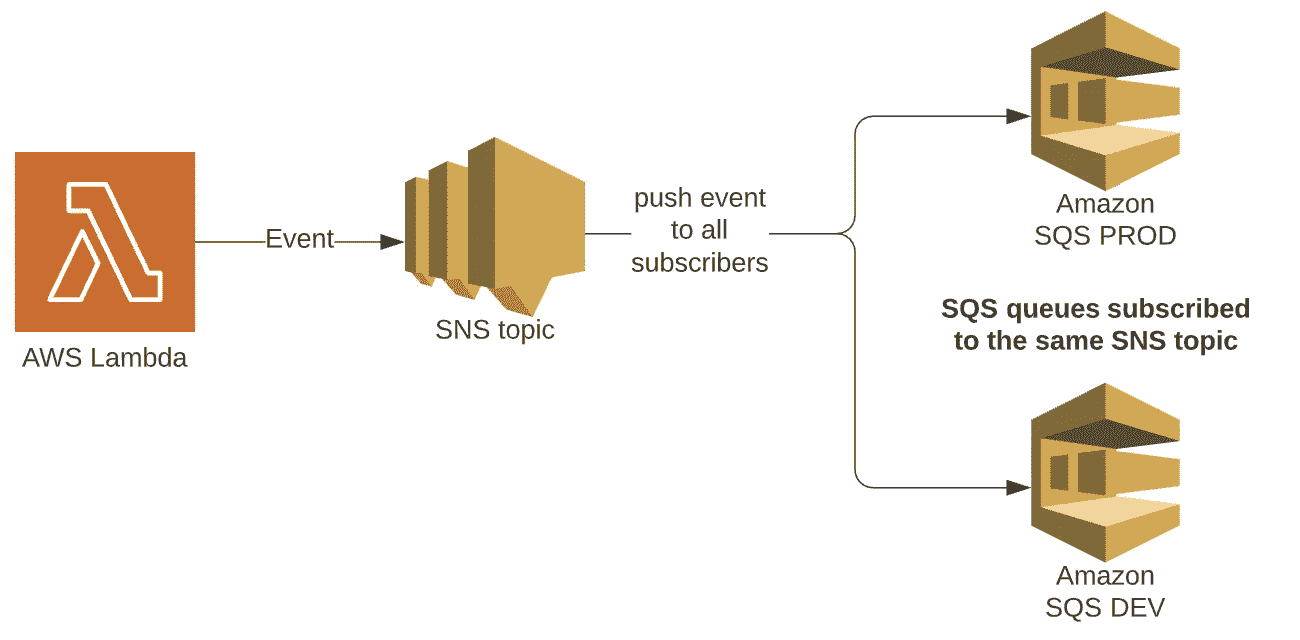 AWS Lambda
Event
SNS topic
push event
to all
subscribers
Amazon
SQS PROD
SQS queues subscribed
to the same SNS topic
Amazon
SQS DEV